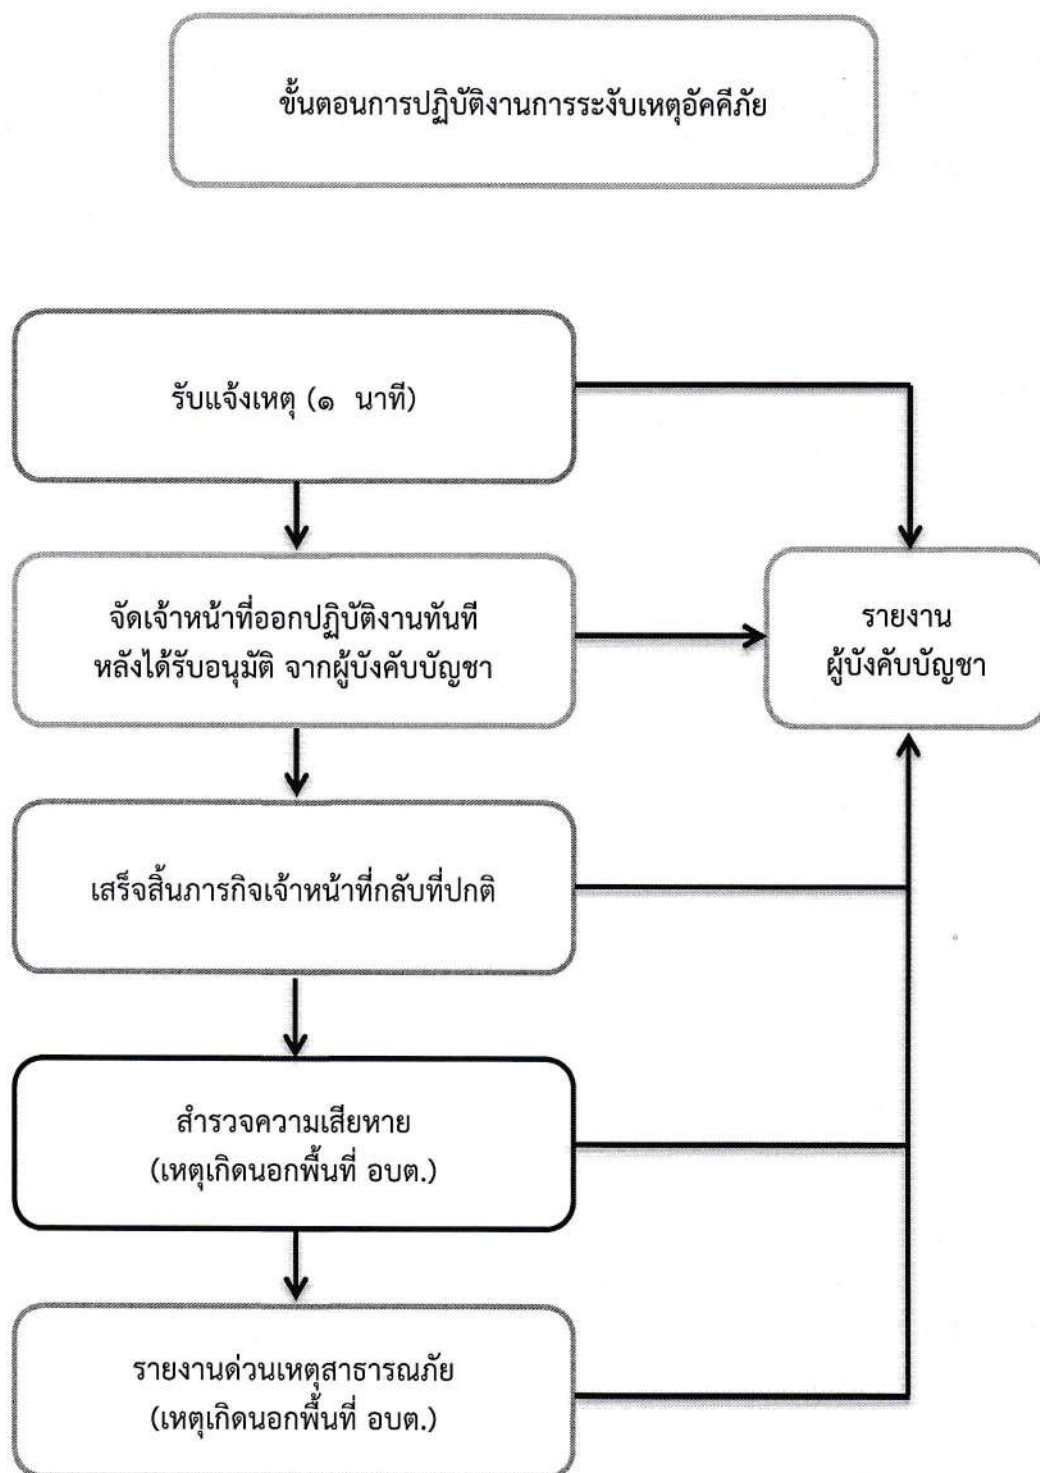 ขั้นตอนการปฏิบัติงานการระงับเหตุอัคคีภัย
รับแจ้งเหตุ (๑ นาที)
จัดเจ้าหน้าที่ออกปฏิบัติงานทันที
หลังได้รับอนุมัติ จากผู้บังคับบัญชา
รายงาน
ผู้บังคับบัญชา
เสร็จสิ้นภารกิจเจ้าหน้าที่กลับที่ปกติ
สำรวจความเสียหาย
(เหตุเกิดนอกพื้นที่ อบต.)
รายงานด่วนเหตุสาธารณภัย
(เหตุเกิดนอกพื้นที่ อบต.)